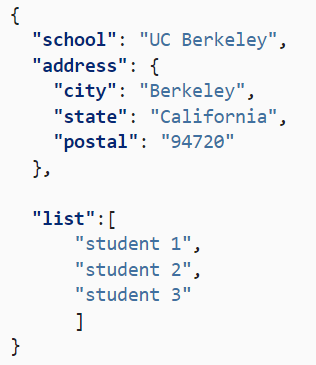 {
  "school": "UC Berkeley",
  "address": {
    "city": "Berkeley",
    "state": "California",
    "postal": "94720"
  },
  "list":[
      "student 1",
      "student 2",
      "student 3"
      ]
}